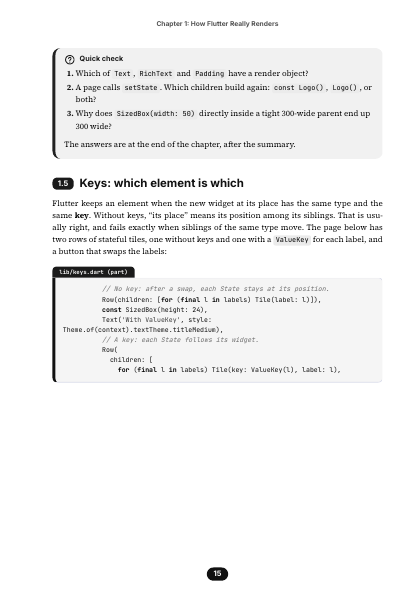 Chapter 1: How Flutter Really Renders
? Quick check
1. Which of Text, RichText and Padding have a render object?
2. A page calls setState. Which children build again: const Logo(), Logo(), or
both?
3. Why does SizedBox(width: 50) directly inside a tight 300-wide parent end up
300 wide?
The answers are at the end of the chapter, after the summary.
1.5 Keys: which element is which
Flutter keeps an element when the new widget at its place has the same type and the
same key. Without keys, “its place” means its position among its siblings. That is usu-
ally right, and fails exactly when siblings of the same type move. The page below has
two rows of stateful tiles, one without keys and one with a ValueKey for each label, and
a button that swaps the labels:
lib/keys.dart (part)
// No key: after a swap, each State stays at its position.
Row(children: [for (final l in labels) Tile(label: l)]),
const SizedBox(height: 24),
Text('With ValueKey', style:
Theme.of(context).textTheme.titleMedium),
// A key: each State follows its widget.
Row(
children: [
for (final l in labels) Tile(key: ValueKey(l), label: l),
15